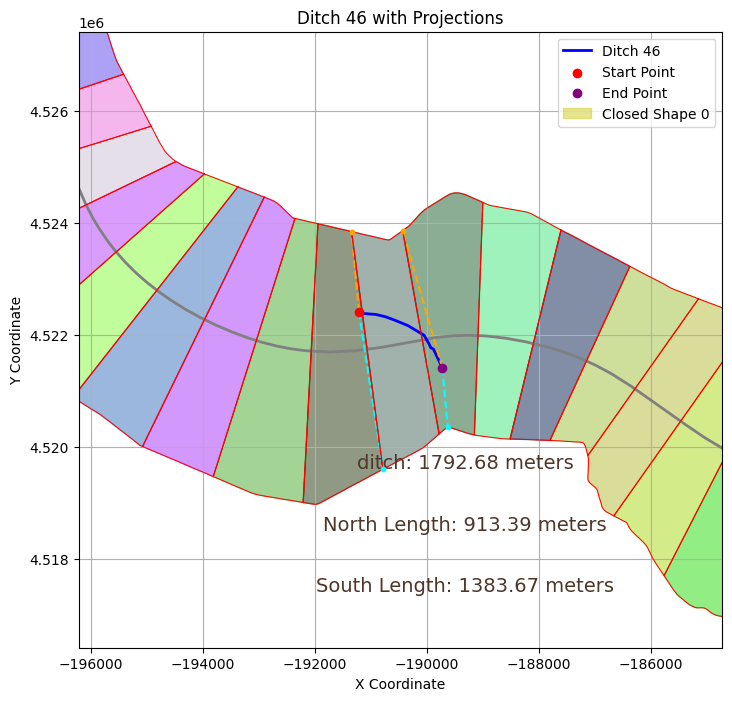 Ditch 46 with Projections
1e6
Ditch 46
Start Point
End Point
Closed Shape 0
4.526
4.524
4.522
4.520
4.518
Y Coordinate
ditch: 1792.68 meters
North Length: 913.39 meters
South Length: 1383.67 meters
−196000 −194000 −192000 −190000 −188000 −186000
X Coordinate